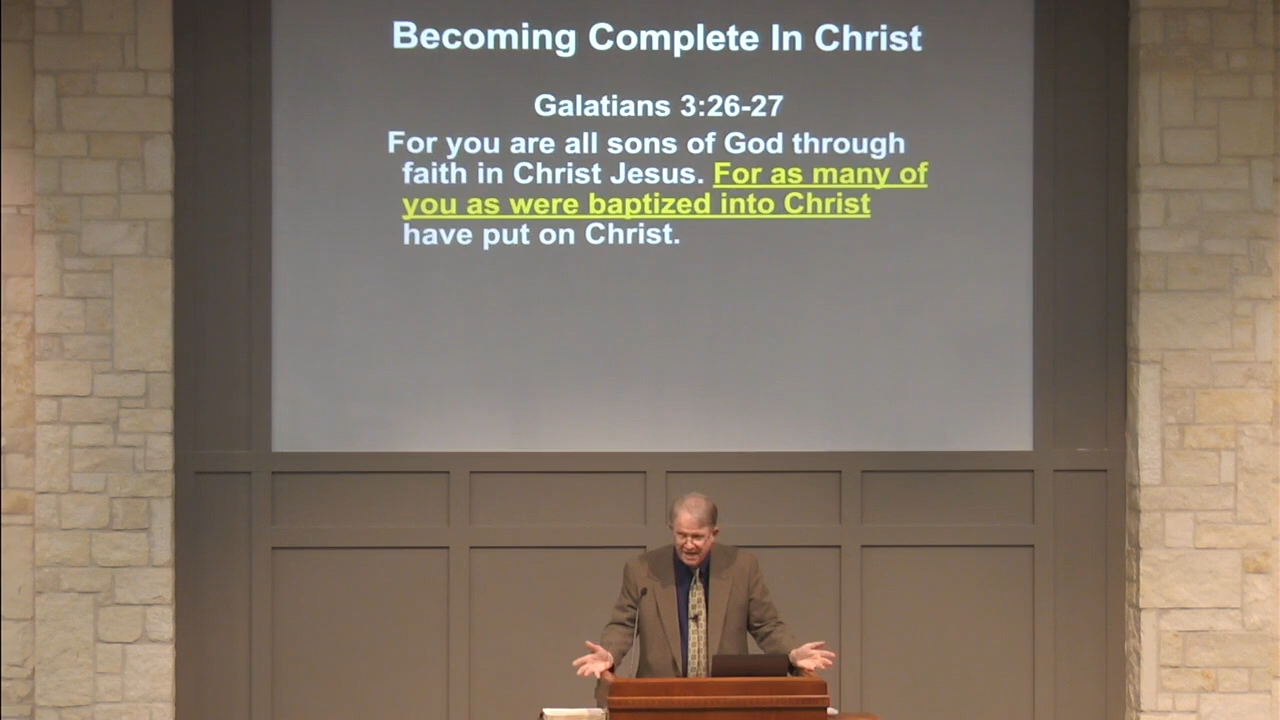 Becoming Complete In Christ
Galatians 3:26-27
For you are all sons of God through
faith in Christ Jesus. For as many of
you as were baptized into Christ
have put on Christ.